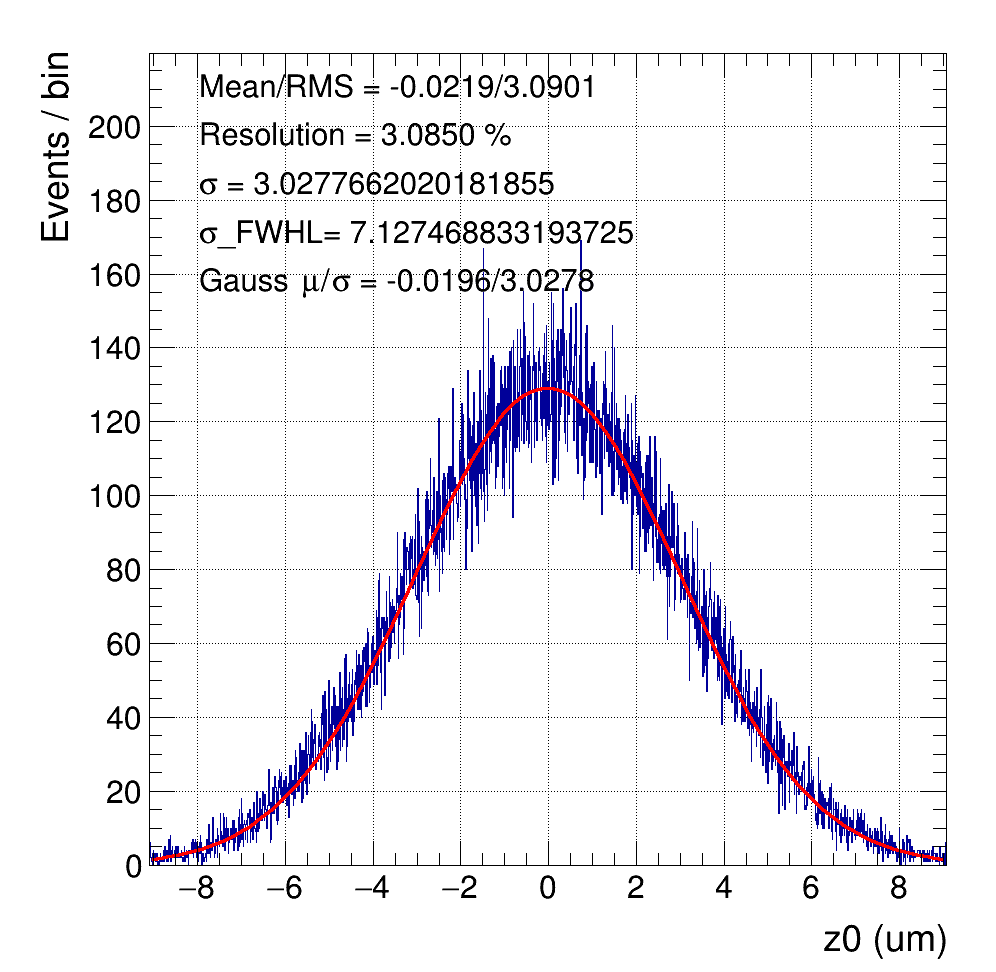 Events / bin
Mean/RMS = -0.0219/3.0901
Resolution = 3.0850 %
σ = 3.0277662020181855
σ_FWHL= 7.127468833193725
Gauss μ/σ = -0.0196/3.0278
200
180
160
140
120
100
80
60
40
20
0
−8 −6 −4 −2 0 2 4 6 8
z0 (um)